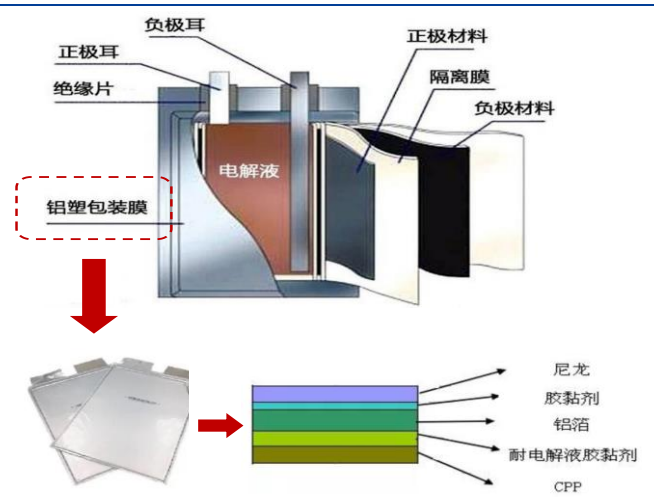 负极耳
正极耳
正极材料
绝缘片
隔离膜
负极材料
电解液
铝塑包装膜
尼龙
胶黏剂
铝箔
耐电解液胶黏剂
CPP